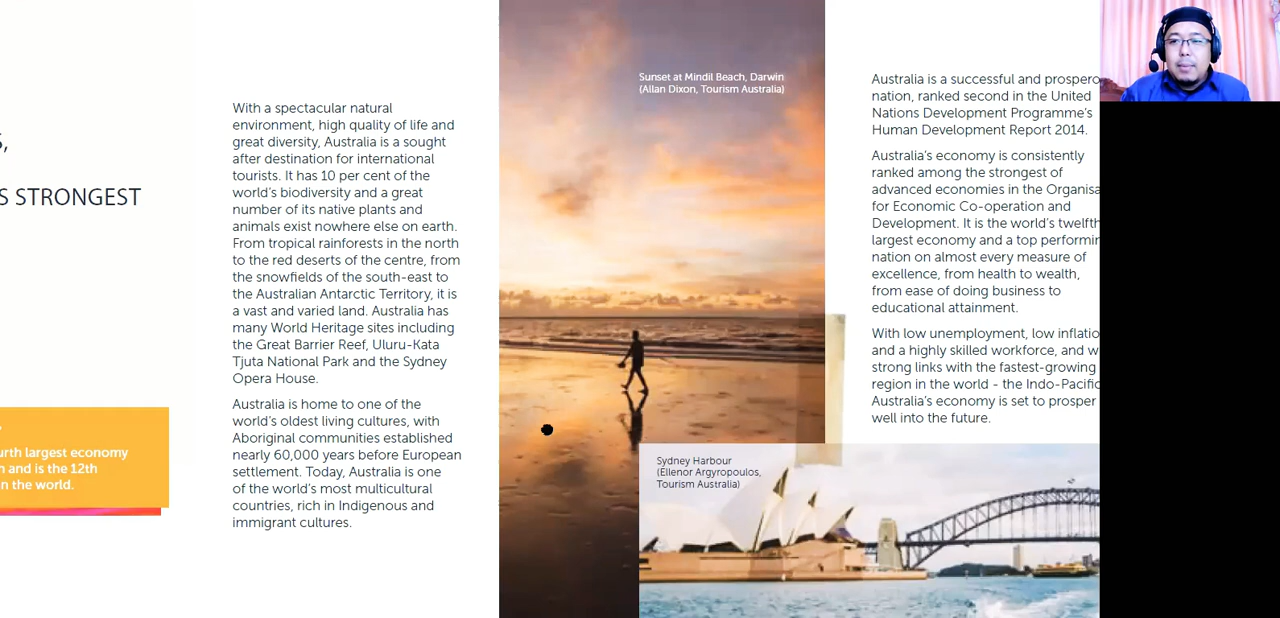 S STRONGEST
largest economy
and is the 12th
the world.
With a spectacular natural
environment, high quality of life and
great diversity, Australia is a sought
after destination for international
tourists. It has 10 per cent of the
world's biodiversity and a great
number of its native plants and
animals exist nowhere else on earth.
From tropical rainforests in the north
to the red deserts of the centre, from
the snowfields of the south-east to
the Australian Antarctic Territory, it is
a vast and varied land. Australia has
many World Heritage sites including
the Great Barrier Reef, Uluru-Kata
Tjuta National Park and the Sydney
Opera House.
Australia is home to one of the
world's oldest living cultures, with
Aboriginal communities established
nearly 60,000 years before European
settlement. Today, Australia is one
of the world's most multicultural
countries, rich in Indigenous and
immigrant cultures.
Sunset at Mindil Beach, Darwin
(Allan Dixon, Tourism Australia)
Sydney Harbour
(Ellenor Argyropoulos,
Tourism Australia)
Australia is a successful and prospero
nation, ranked second in the United
Nations Development Programme's
Human Development Report 2014.
Australia's economy is consistently
ranked among the strongest of
advanced economies in the Organisa
for Economic Co-operation and
Development. It is the world's twelfth
largest economy and a top performin
nation on almost every measure of
excellence, from health to wealth,
from ease of doing business to
educational attainment.
With low unemployment, low inflatio
and a highly skilled workforce, and w
strong links with the fastest-growing
region in the world - the Indo-Pacific
Australia's economy is set to prosper
well into the future.